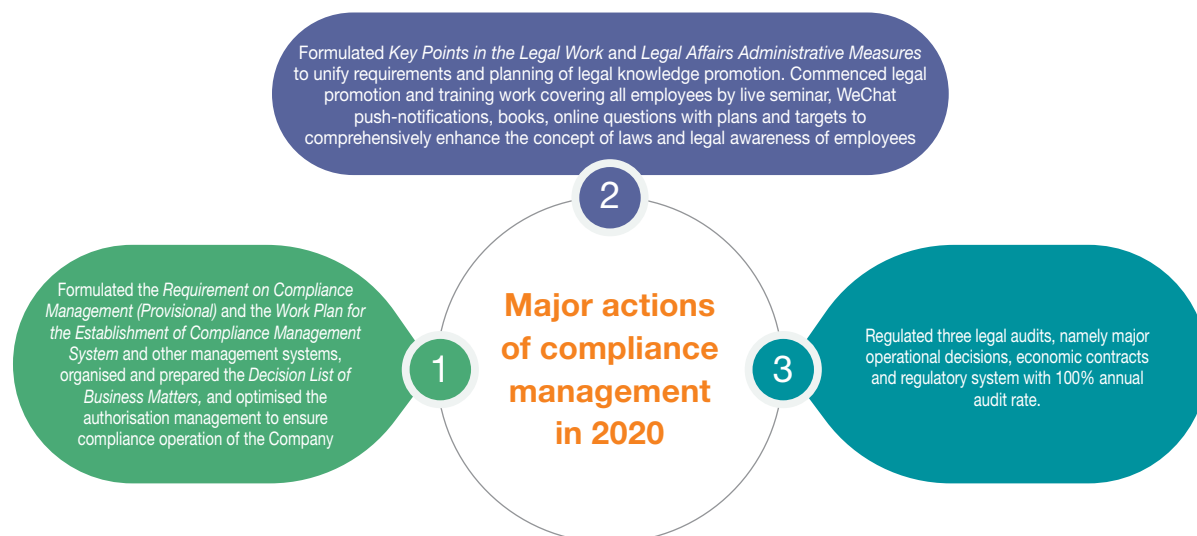 Formulated Key Points in the Legal Work and Legal Affairs Administrative Measures
to unify requirements and planning of legal knowledge promotion. Commenced legal
promotion and training work covering all employees by live seminar, WeChat
push-notifications, books, online questions with plans and targets to
comprehensively enhance the concept of laws and legal awareness of employees
2
Formulated the Requirement on Compliance
Management (Provisional) and the Work Plan for
the Establishment of Compliance Management
System and other management systems,
organised and prepared the Decision List of
Business Matters, and optimised the
authorisation management to ensure
compliance operation of the Company
1
Major actions
of compliance
management
in 2020
3
Regulated three legal audits, namely major
operational decisions, economic contracts
and regulatory system with 100% annual
audit rate.